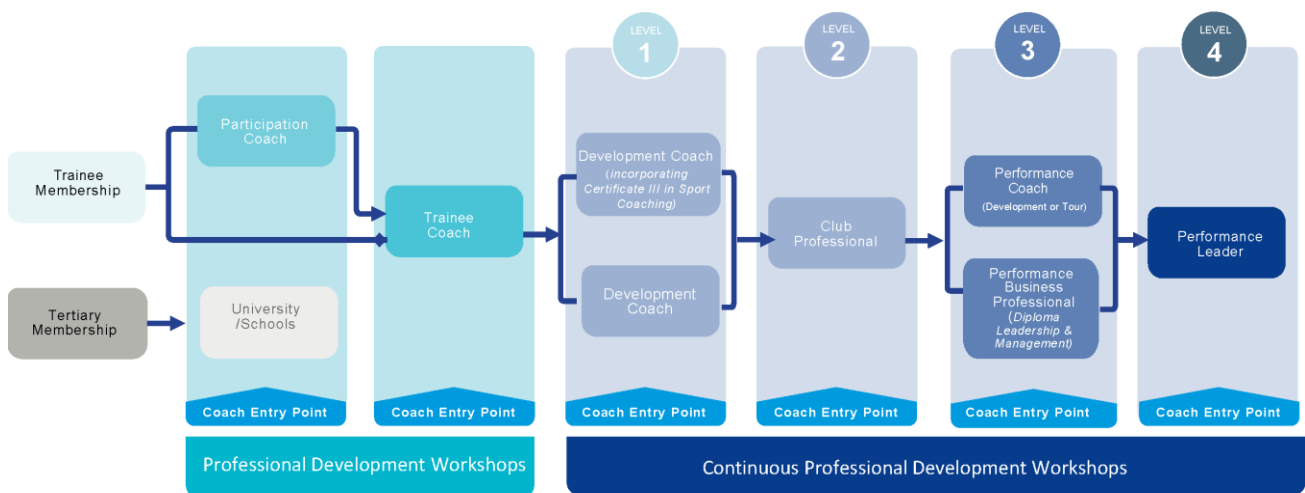 LEVEL
1
LEVEL
2
LEVEL
3
LEVEL
4
Trainee
Membership
Tertiary
Membership
Participation
Coach
University
/Schools
Trainee
Coach
Development Coach
(incorporating
Certificate III in Sport
Coaching)
Development
Coach
Club
Professional
Performance
Coach
(Development or Tour)
Performance
Business
Professional
(Diploma
Leadership &
Management)
Performance
Leader
Coach Entry Point
Coach Entry Point
Coach Entry Point
Coach Entry Point
Coach Entry Point
Coach Entry Point
Professional Development Workshops
Continuous Professional Development Workshops